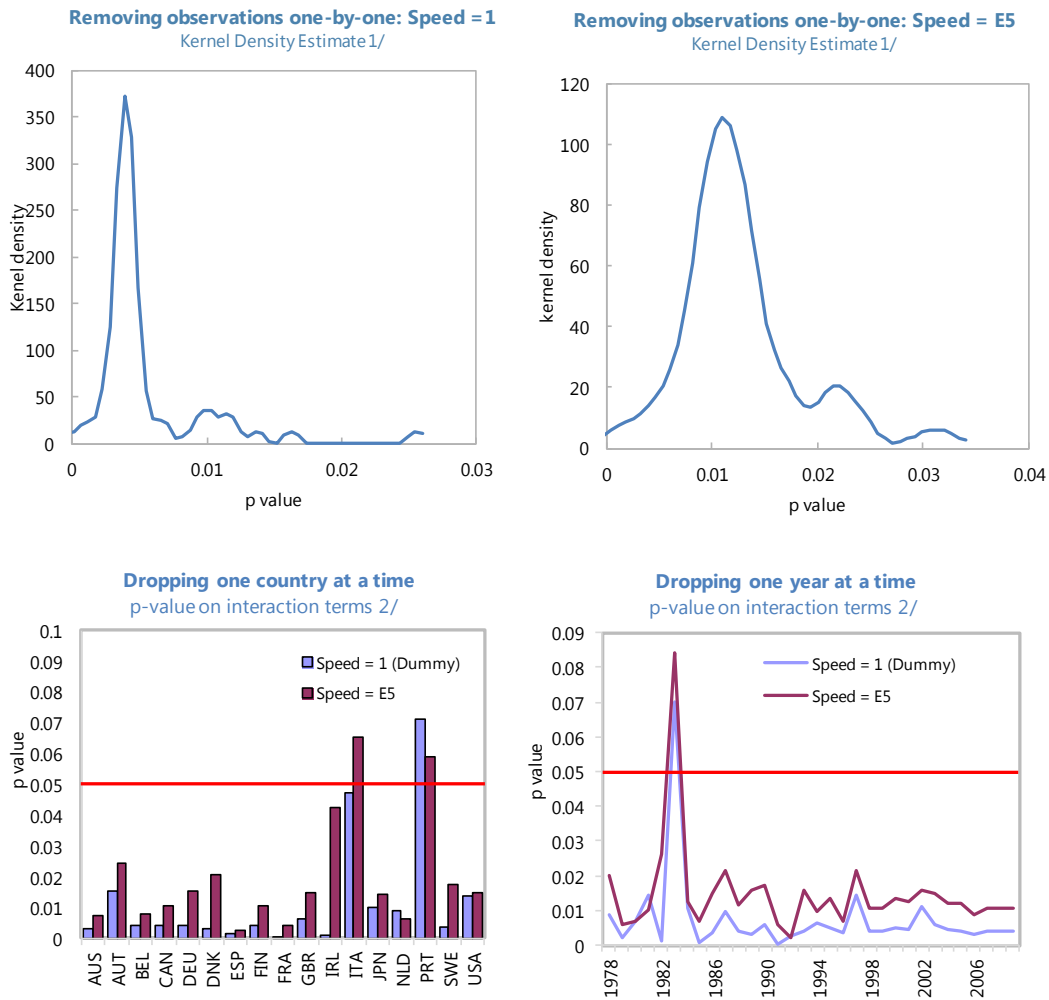 Removing observations one-by-one: Speed =1
Kernel Density Estimate1/
400
350
300
250
200
150
100
50
0
Kenel density
0
0.01
0.02
0.03
p value
Removing observations one-by-one: Speed = E5
Kernel Density Estimate1/
120
100
80
60
40
20
0
kernel density
0
0.01
0.02
0.03
0.04
p value
Dropping one country at a time
p-value on interaction terms 2/
0.1
0.09
0.08
0.07
0.06
0.05
0.04
0.03
0.02
0.01
0
p value
Speed = 1 (Dummy)
Speed = E5
AUS
AUT
BEL
CAN
DEU
DNK
ESP
FIN
FRA
GBR
IRL
ITA
JPN
NLD
PRT
SWE
USA
Dropping one year at a time
p-value on interaction terms 2/
0.09
0.08
0.07
0.06
0.05
0.04
0.03
0.02
0.01
0
p value
Speed = 1 (Dummy)
Speed = E5
1978
1982
1986
1990
1994
1998
2002
2006